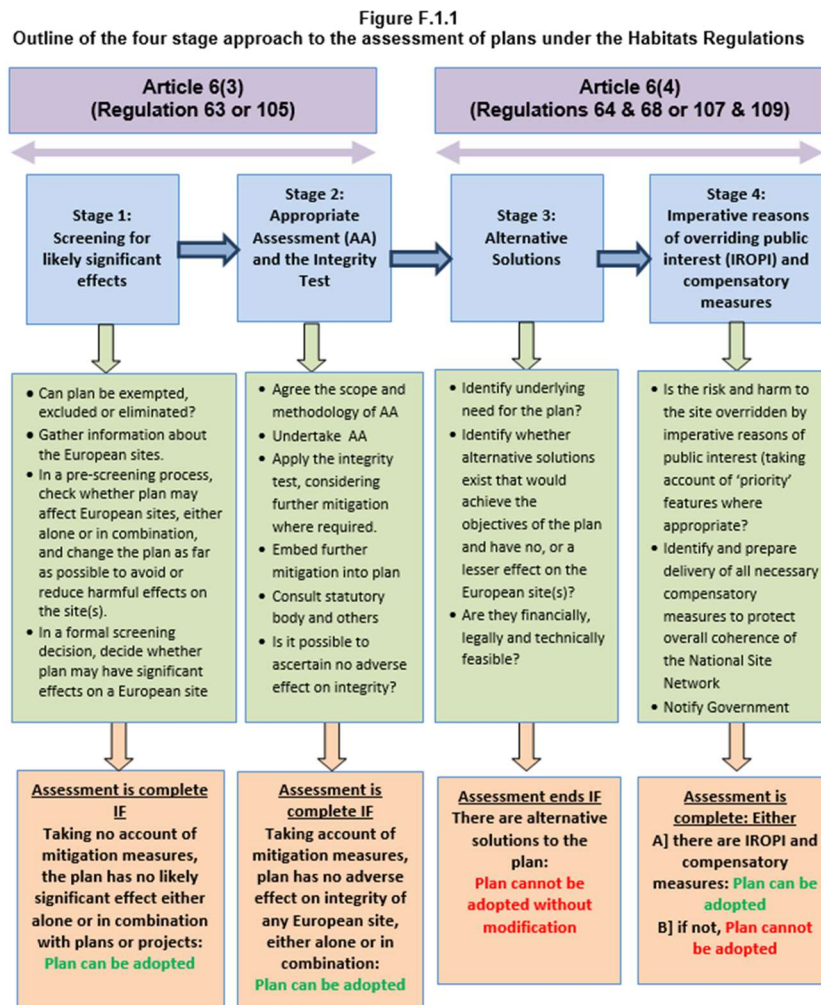 Figure F.1.1
Outline of the four stage approach to the assessment of plans under the Habitats Regulations
Article 6(3)
(Regulation 63 or 105)
Article 6(4)
(Regulations 64 & 68 or 107 & 109)
Stage 1:
Screening for
likely significant
effects
Stage 2:
Appropriate
Assessment (AA)
and the Integrity
Test
Stage 3:
Alternative
Solutions
Stage 4:
Imperative reasons
of overriding public
interest (IROPI) and
compensatory
measures
• Can plan be exempted,
excluded or eliminated?
• Gather information about
the European sites.
• In a pre-screening process,
check whether plan may
affect European sites, either
alone or in combination,
and change the plan as far
as possible to avoid or
reduce harmful effects on
the site(s).
• In a formal screening
decision, decide whether
plan may have significant
effects on a European site
• Agree the scope and
methodology of AA
• Undertake AA
• Apply the integrity
test, considering
further mitigation
where required.
• Embed further
mitigation into plan
• Consult statutory
body and others
• Is it possible to
ascertain no adverse
effect on integrity?
• Identify underlying
need for the plan?
• Identify whether
alternative solutions
exist that would
achieve the
objectives of the plan
and have no, or a
lesser effect on the
European site(s)?
• Are they financially,
legally and technically
feasible?
• Is the risk and harm to
the site overridden by
imperative reasons of
public interest (taking
account of ‘priority’
features where
appropriate?
• Identify and prepare
delivery of all necessary
compensatory
measures to protect
overall coherence of
the National Site
Network
• Notify Government
Assessment is complete
IF
Taking no account of
mitigation measures,
the plan has no likely
significant effect either
alone or in combination
with plans or projects:
Plan can be adopted
Assessment is
complete IF
Taking account of
mitigation measures,
plan has no adverse
effect on integrity of
any European site,
either alone or in
combination:
Plan can be adopted
Assessment ends IF
There are alternative
solutions to the
plan:
Plan cannot be
adopted without
modification
Assessment is
complete: Either
A] there are IROPI and
compensatory
measures: Plan can be
adopted
B] if not, Plan cannot
be adopted